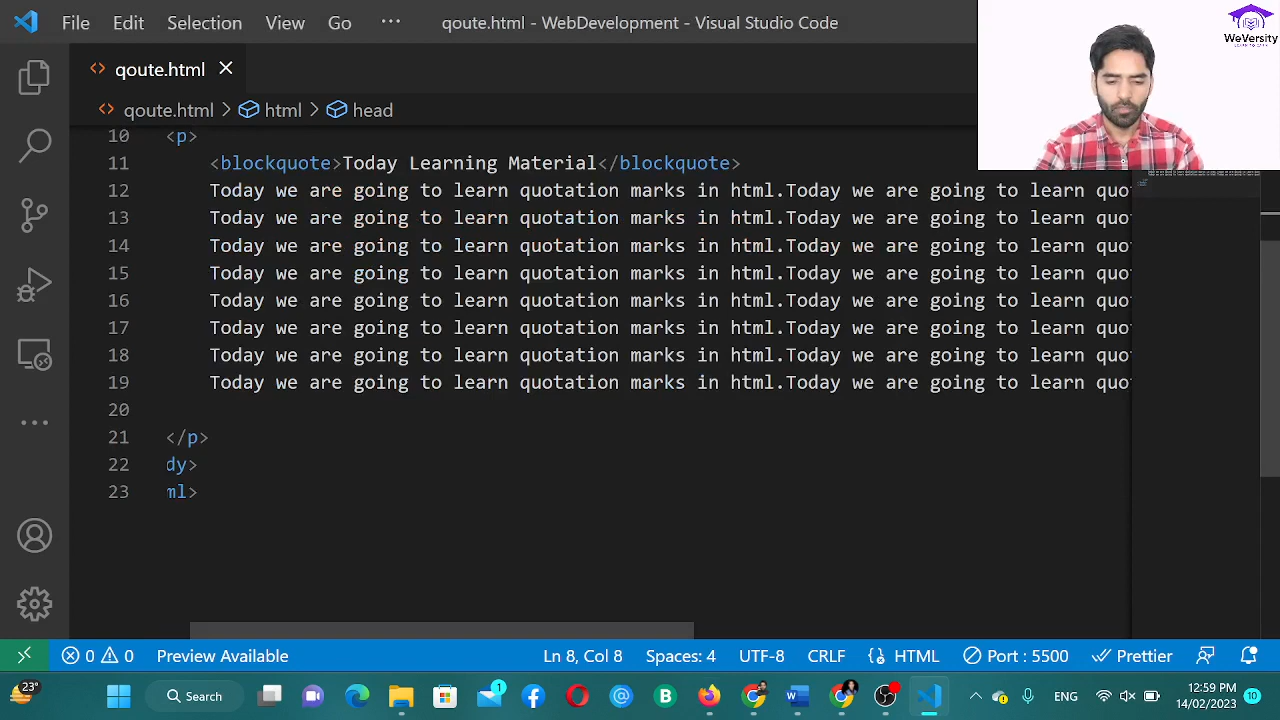 File Edit Selection View Go ··· qoute.html - WebDevelopment - Visual Studio Code
WeVersity
LEARN TO EARN
qoute.html
qoute.html > html > head
10 <p>
11 <blockquote>Today Learning Material</blockquote>
12 Today we are going to learn quotation marks in html.Today we are going to learn quo
13 Today we are going to learn quotation marks in html.Today we are going to learn quo
14 Today we are going to learn quotation marks in html.Today we are going to learn quo
15 Today we are going to learn quotation marks in html.Today we are going to learn quo
16 Today we are going to learn quotation marks in html.Today we are going to learn quo
17 Today we are going to learn quotation marks in html.Today we are going to learn quo
18 Today we are going to learn quotation marks in html.Today we are going to learn quo
19 Today we are going to learn quotation marks in html.Today we are going to learn quo
20
21 </p>
22 dy>
23 ml>
0 0 Preview Available Ln 8, Col 8 Spaces: 4 UTF-8 CRLF {} HTML Port : 5500 Prettier
23° Search 1 B ENG 12:59 PM 10
14/02/2023